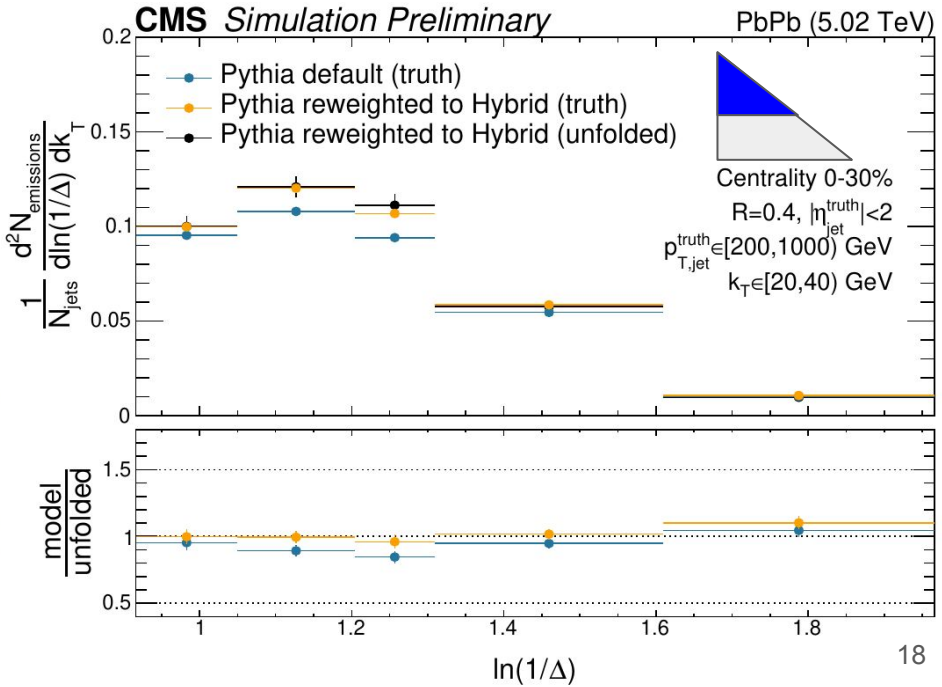 CMS Simulation Preliminary
PbPb (5.02 TeV)
Pythia default (truth)
Pythia reweighted to Hybrid (truth)
Pythia reweighted to Hybrid (unfolded)
Centrality 0-30%
R=0.4, |η_jet^truth|<2
p_T,jet^truth∈[200,1000) GeV
k_T∈[20,40) GeV
1/N_jets d²N_emissions/dln(1/Δ) dk_T
0.2
0.15
0.1
0.05
0
model
unfolded
1.5
1
0.5
1 1.2 1.4 1.6 1.8
ln(1/Δ)
18